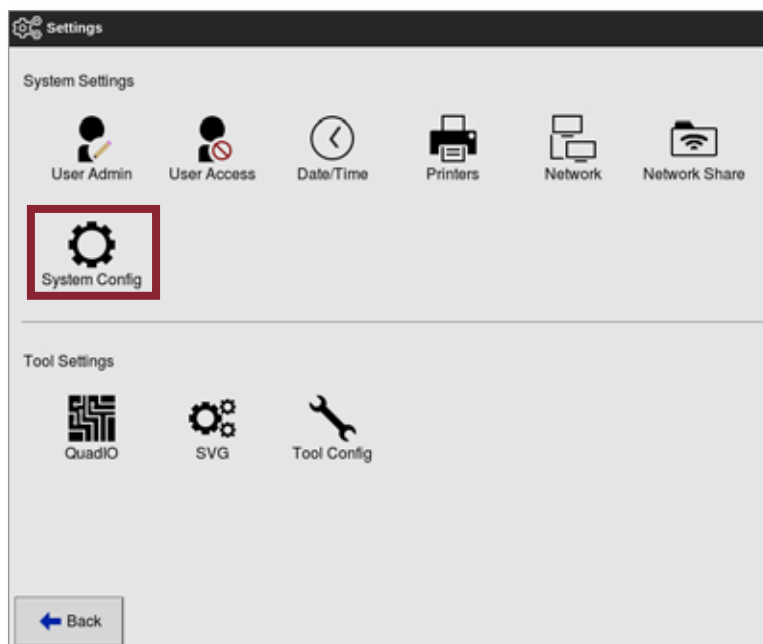 Settings
System Settings
User Admin User Access Date/Time Printers Network Network Share
System Config
Tool Settings
QuadIO SVG Tool Config
Back